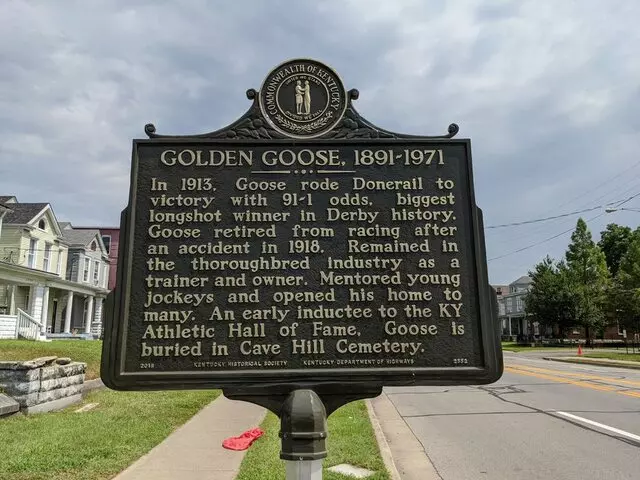 COMMONWEALTH OF KENTUCKY
GOLDEN GOOSE, 1891-1971
In 1913, Goose rode Donerail to
victory with 91-1 odds, biggest
longshot winner in Derby history.
Goose retired from racing after
an accident in 1918. Remained in
the thoroughbred industry as a
trainer and owner. Mentored young
jockeys and opened his home to
many. An early inductee to the KY
Athletic Hall of Fame, Goose is
buried in Cave Hill Cemetery.
2018 KENTUCKY HISTORICAL SOCIETY KENTUCKY DEPARTMENT OF HIGHWAYS 2552